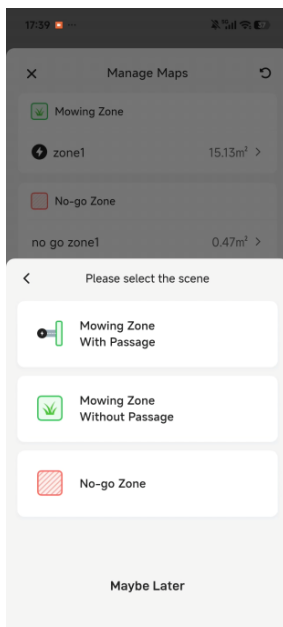 17:39
Manage Maps
Mowing Zone
zone1
15.13m² >
No-go Zone
no go zone1
0.47m² >
Please select the scene
Mowing Zone
With Passage
Mowing Zone
Without Passage
No-go Zone
Maybe Later